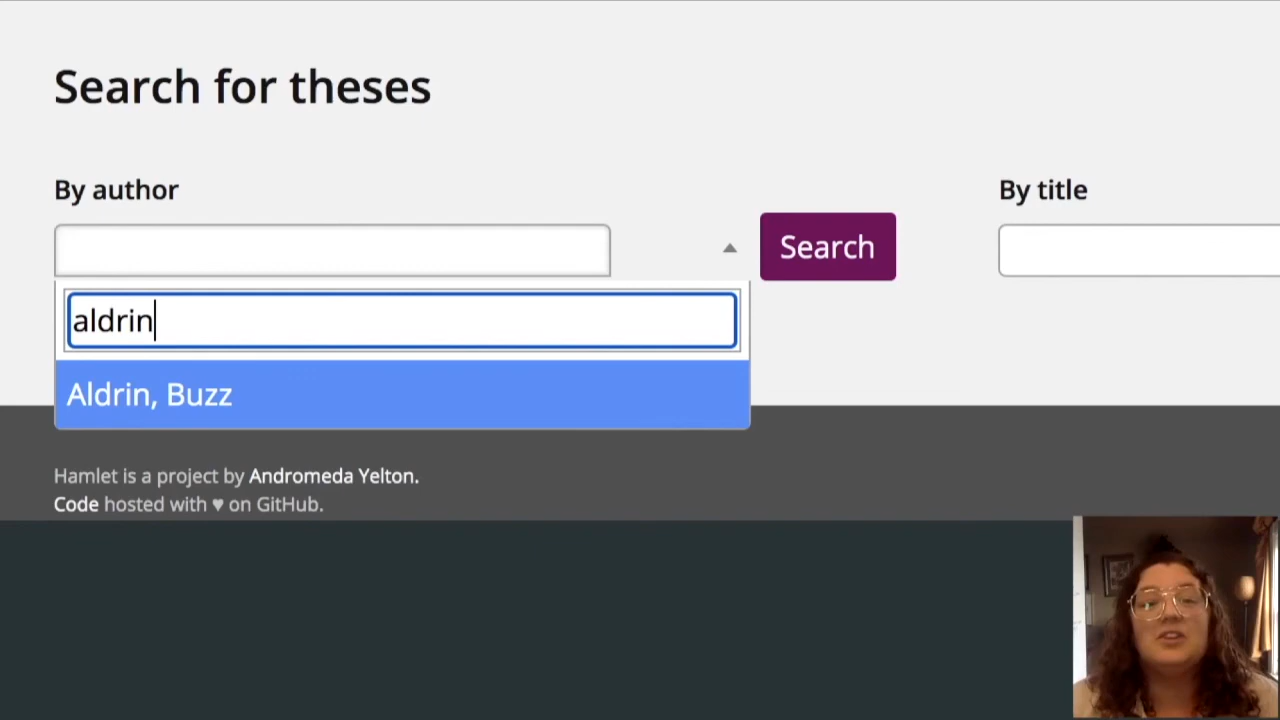 Search for theses
By author
By title
Search
aldrin
Aldrin, Buzz
Hamlet is a project by Andromeda Yelton.
Code hosted with ♥ on GitHub.